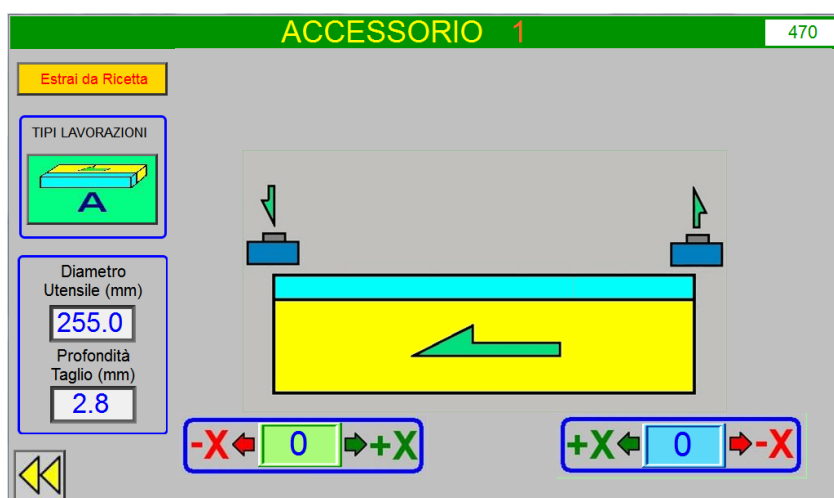 ACCESSORIO 1
470
Estrai da Ricetta
TIPI LAVORAZIONI
A
Diametro
Utensile (mm)
255.0
Profondità
Taglio (mm)
2.8
-X 0 +X
+X 0 -X